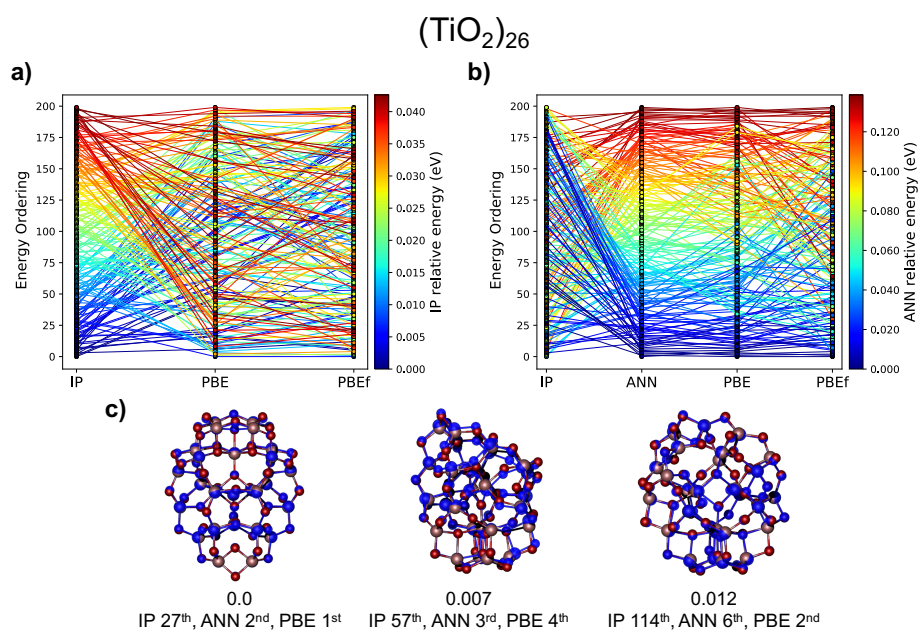 (TiO₂)₂₆
a)
b)
200
175
150
125
100
75
50
25
0
Energy Ordering
IP
PBE
PBEf
0.040
0.035
0.030
0.025
0.020
0.015
0.010
0.005
0.000
IP relative energy (eV)
200
175
150
125
100
75
50
25
0
Energy Ordering
IP
ANN
PBE
PBEf
0.120
0.100
0.080
0.060
0.040
0.020
0.000
ANN relative energy (eV)
c)
0.0
IP 27ᵗʰ, ANN 2ⁿᵈ, PBE 1ˢᵗ
0.007
IP 57ᵗʰ, ANN 3ʳᵈ, PBE 4ᵗʰ
0.012
IP 114ᵗʰ, ANN 6ᵗʰ, PBE 2ⁿᵈ